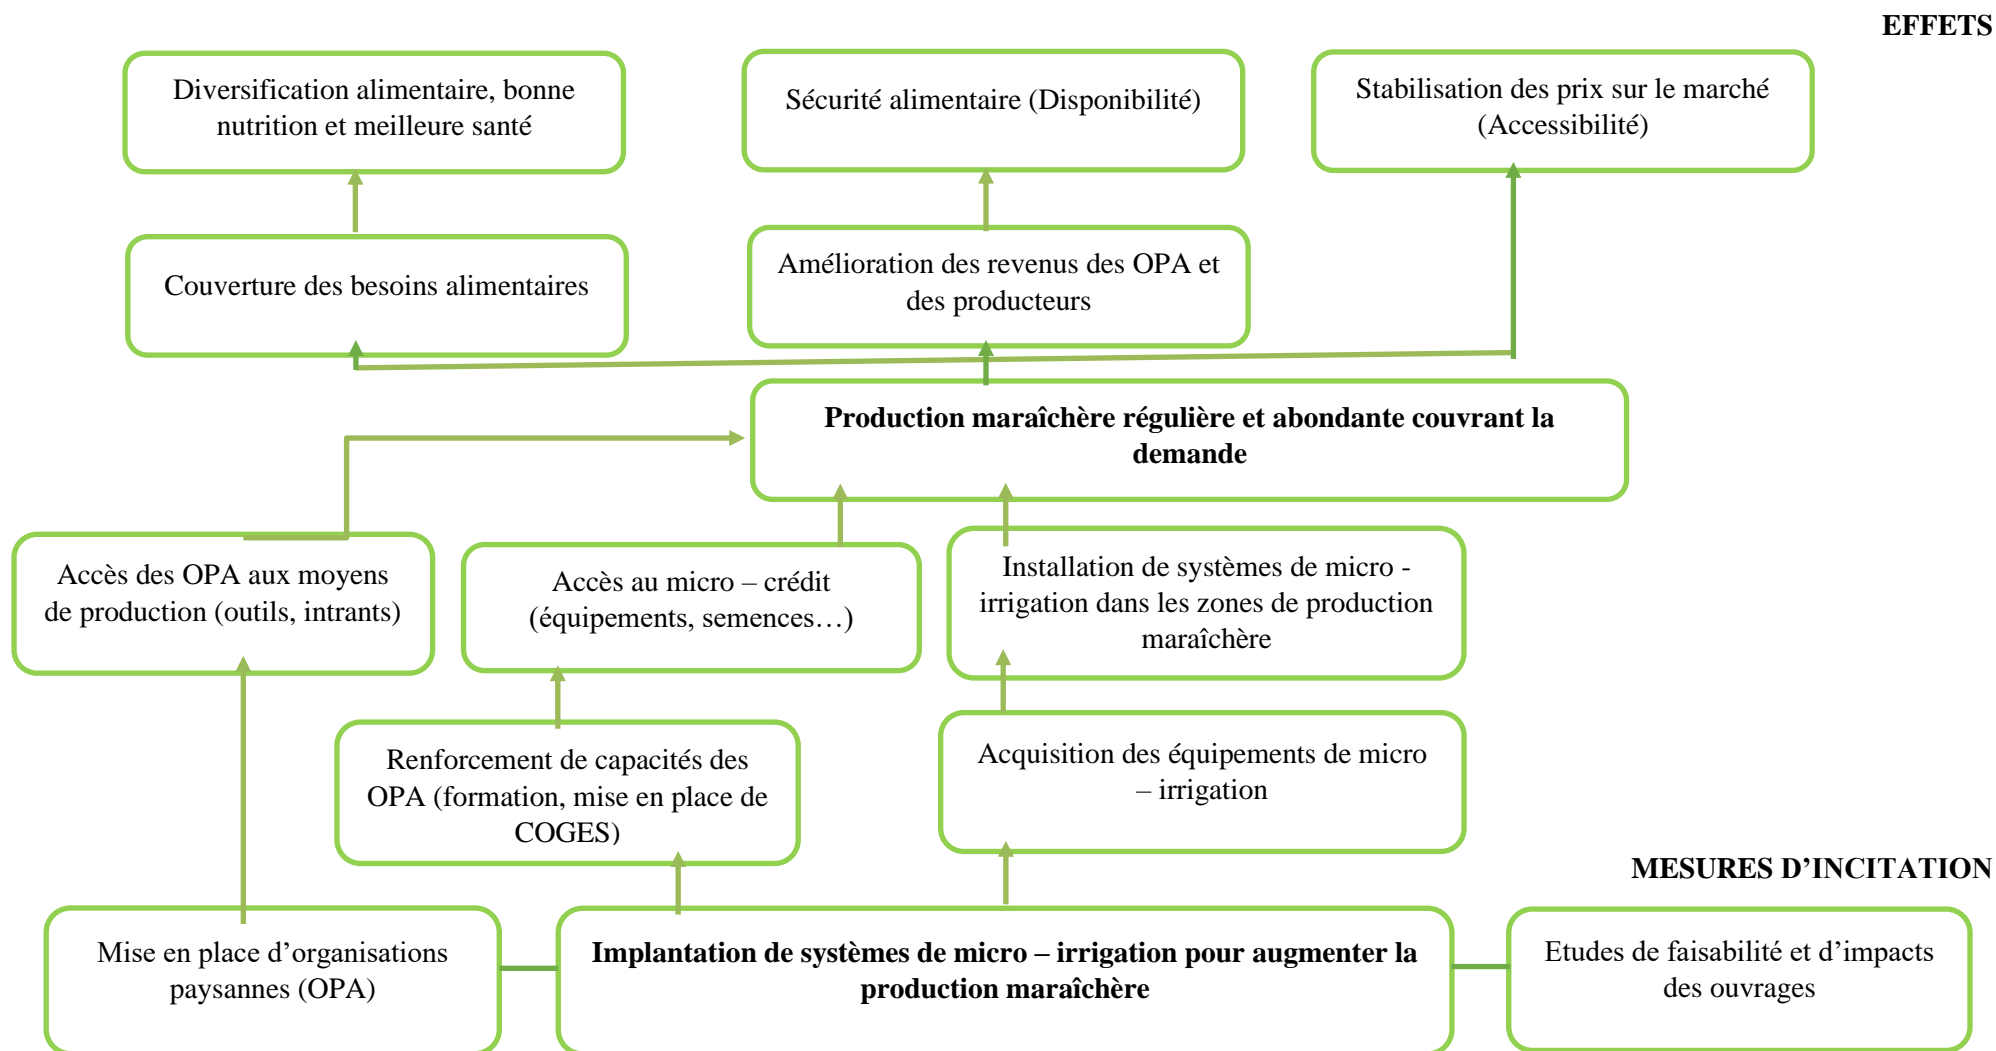 EFFETS
Diversification alimentaire, bonne
nutrition et meilleure santé
Sécurité alimentaire (Disponibilité)
Stabilisation des prix sur le marché
(Accessibilité)
Couverture des besoins alimentaires
Amélioration des revenus des OPA et
des producteurs
Production maraîchère régulière et abondante couvrant la
demande
Accès des OPA aux moyens
de production (outils, intrants)
Accès au micro – crédit
(équipements, semences…)
Installation de systèmes de micro -
irrigation dans les zones de production
maraîchère
Renforcement de capacités des
OPA (formation, mise en place de
COGES)
Acquisition des équipements de micro
– irrigation
MESURES D’INCITATION
Mise en place d’organisations
paysannes (OPA)
Implantation de systèmes de micro – irrigation pour augmenter la
production maraîchère
Etudes de faisabilité et d’impacts
des ouvrages